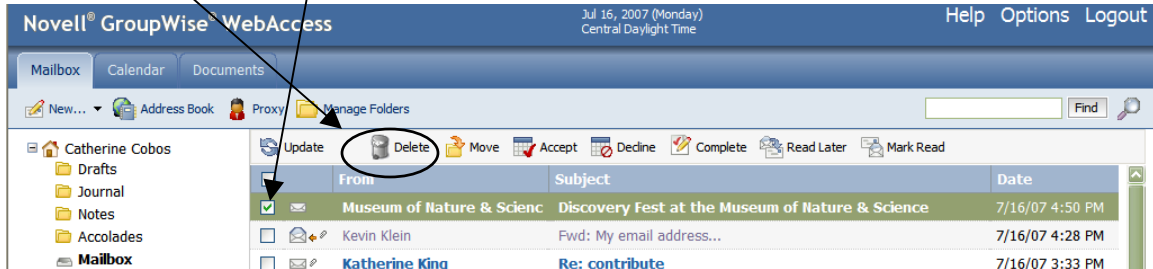 Novell® GroupWise® WebAccess
Jul 16, 2007 (Monday)
Central Daylight Time
Help Options Logout
Mailbox Calendar Documents
New... Address Book Proxy Manage Folders Find
Catherine Cobos
Drafts
Journal
Notes
Accolades
Mailbox
Update Delete Move Accept Decline Complete Read Later Mark Read
From Subject Date
Museum of Nature & Scienc Discovery Fest at the Museum of Nature & Science 7/16/07 4:50 PM
Kevin Klein Fwd: My email address... 7/16/07 4:28 PM
Katherine King Re: contribute 7/16/07 3:33 PM